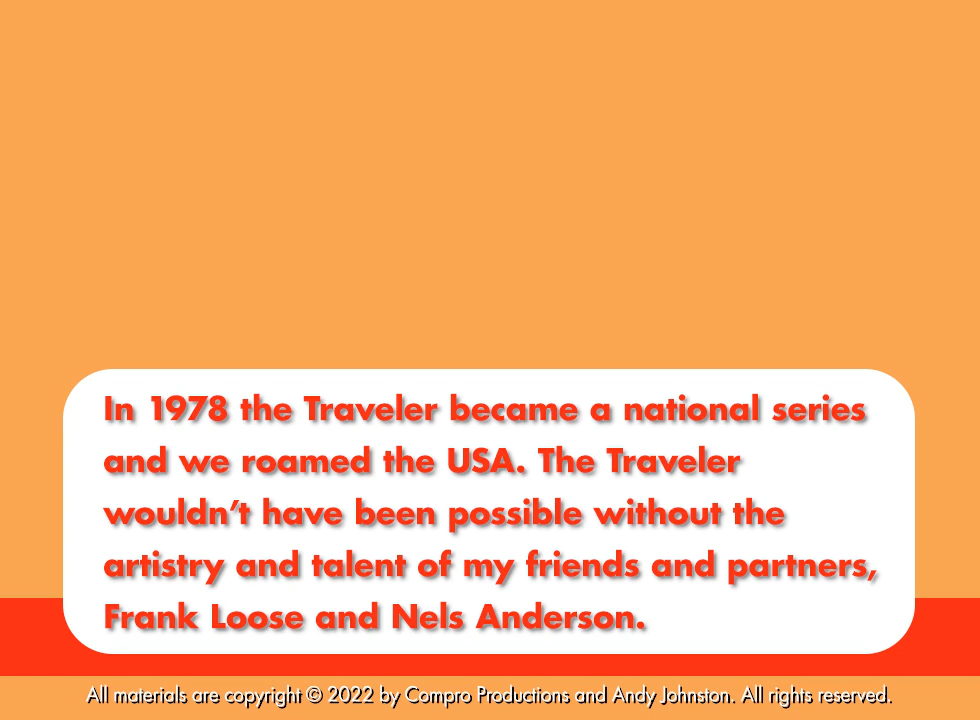 In 1978 the Traveler became a national series
and we roamed the USA. The Traveler
wouldn’t have been possible without the
artistry and talent of my friends and partners,
Frank Loose and Nels Anderson.
All materials are copyright © 2022 by Compro Productions and Andy Johnston. All rights reserved.